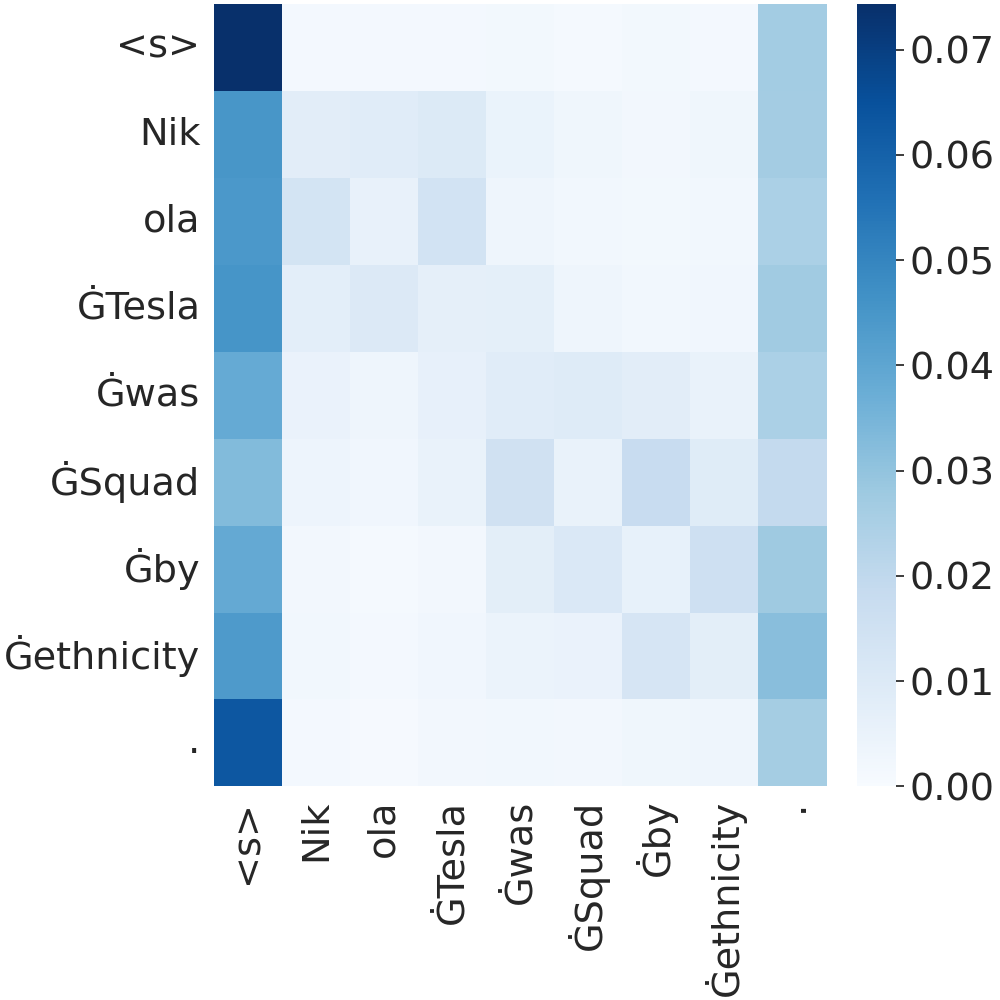 <s>
Nik
ola
ĠTesla
Ġwas
ĠSquad
Ġby
Ġethnicity
.
<s>
Nik
ola
ĠTesla
Ġwas
ĠSquad
Ġby
Ġethnicity
.
0.07
0.06
0.05
0.04
0.03
0.02
0.01
0.00